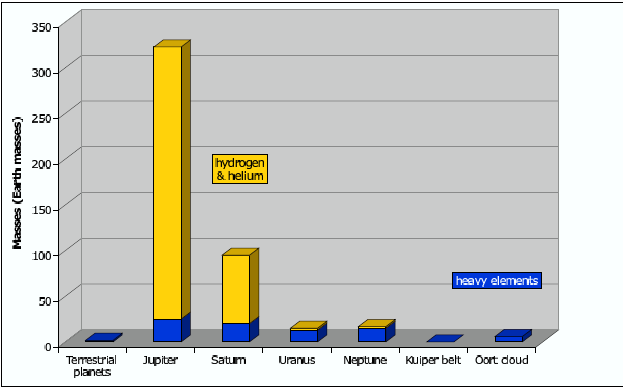 350
300
250
200
150
100
50
0
Masses (Earth masses)
hydrogen
& helium
heavy elements
Terrestrial
planets
Jupiter
Saturn
Uranus
Neptune
Kuiper belt
Oort cloud